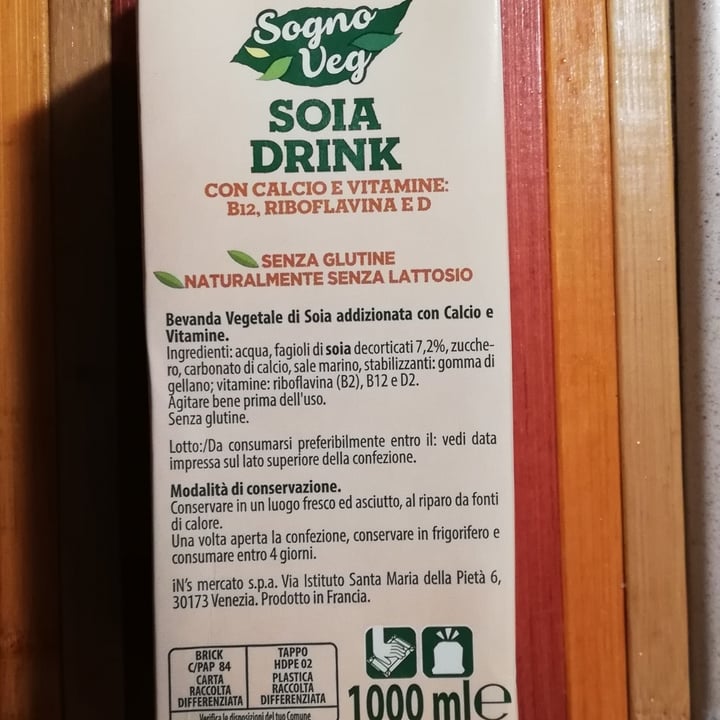 Sogno
Veg
SOIA
DRINK
CON CALCIO E VITAMINE:
B12, RIBOFLAVINA E D
SENZA GLUTINE
NATURALMENTE SENZA LATTOSIO
Bevanda Vegetale di Soia addizionata con Calcio e
Vitamine.
Ingredienti: acqua, fagioli di soia decorticati 7,2%, zucche-
ro, carbonato di calcio, sale marino, stabilizzanti: gomma di
gellano; vitamine: riboflavina (B2), B12 e D2.
Agitare bene prima dell'uso.
Senza glutine.
Lotto:/Da consumarsi preferibilmente entro il: vedi data
impressa sul lato superiore della confezione.
Modalità di conservazione.
Conservare in un luogo fresco ed asciutto, al riparo da fonti
di calore.
Una volta aperta la confezione, conservare in frigorifero e
consumare entro 4 giorni.
iN's mercato s.p.a. Via Istituto Santa Maria della Pietà 6,
30173 Venezia. Prodotto in Francia.
BRICK
C/PAP 84
CARTA
RACCOLTA
DIFFERENZIATA
TAPPO
HDPE 02
PLASTICA
RACCOLTA
DIFFERENZIATA
Verifica le disposizioni del tuo Comune
1000 ml e